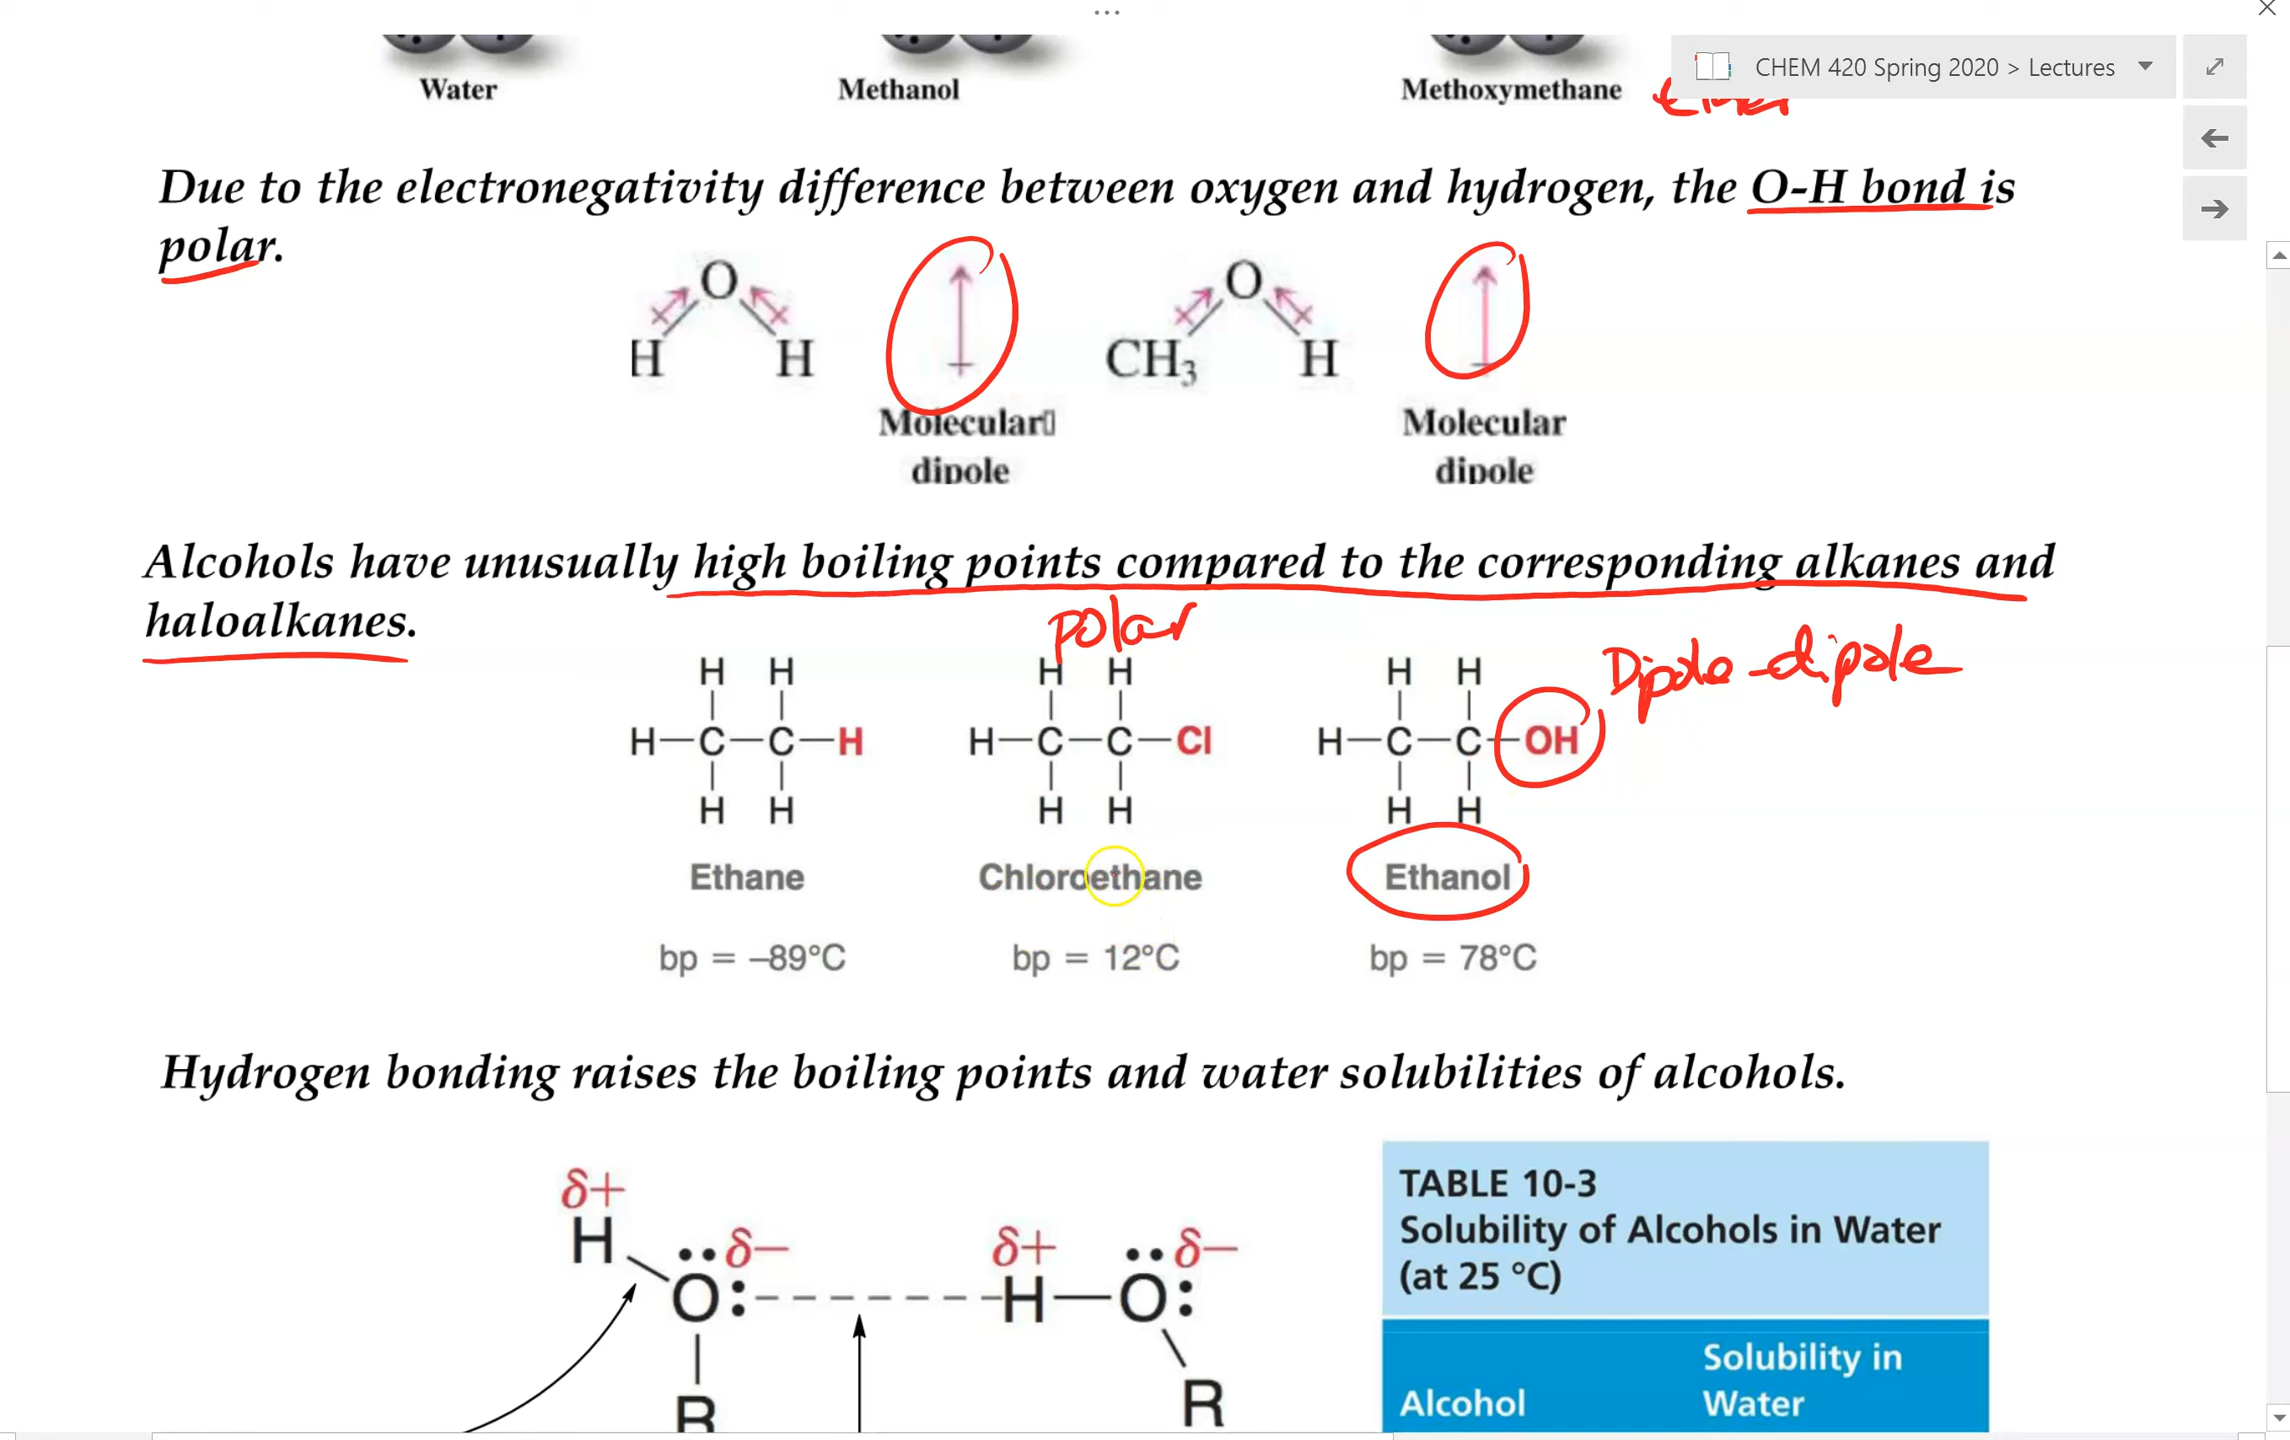 ...
Water Methanol Methoxymethane
CHEM 420 Spring 2020 > Lectures
Due to the electronegativity difference between oxygen and hydrogen, the O-H bond is
polar.
O O
H H CH3 H
Molecular Molecular
dipole dipole
Alcohols have unusually high boiling points compared to the corresponding alkanes and
haloalkanes.
polar
Dipole-dipole
H H H H H H
H—C—C—H H—C—C—Cl H—C—C—OH
H H H H H H
Ethane Chloroethane Ethanol
bp = –89°C bp = 12°C bp = 78°C
Hydrogen bonding raises the boiling points and water solubilities of alcohols.
δ+
H δ– δ+ δ–
O: H—O:
R R
TABLE 10-3
Solubility of Alcohols in Water
(at 25 °C)
Solubility in
Alcohol Water